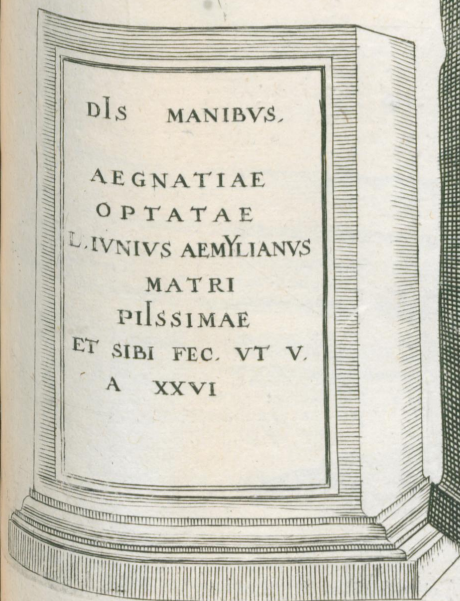 DIS MANIBVS.
AEGNATIAE
OPTATAE
L. IVNIVS AEMYLIANVS
MATRI
PIISSIMAE
ET SIBI FEC. VT V.
A XXVI